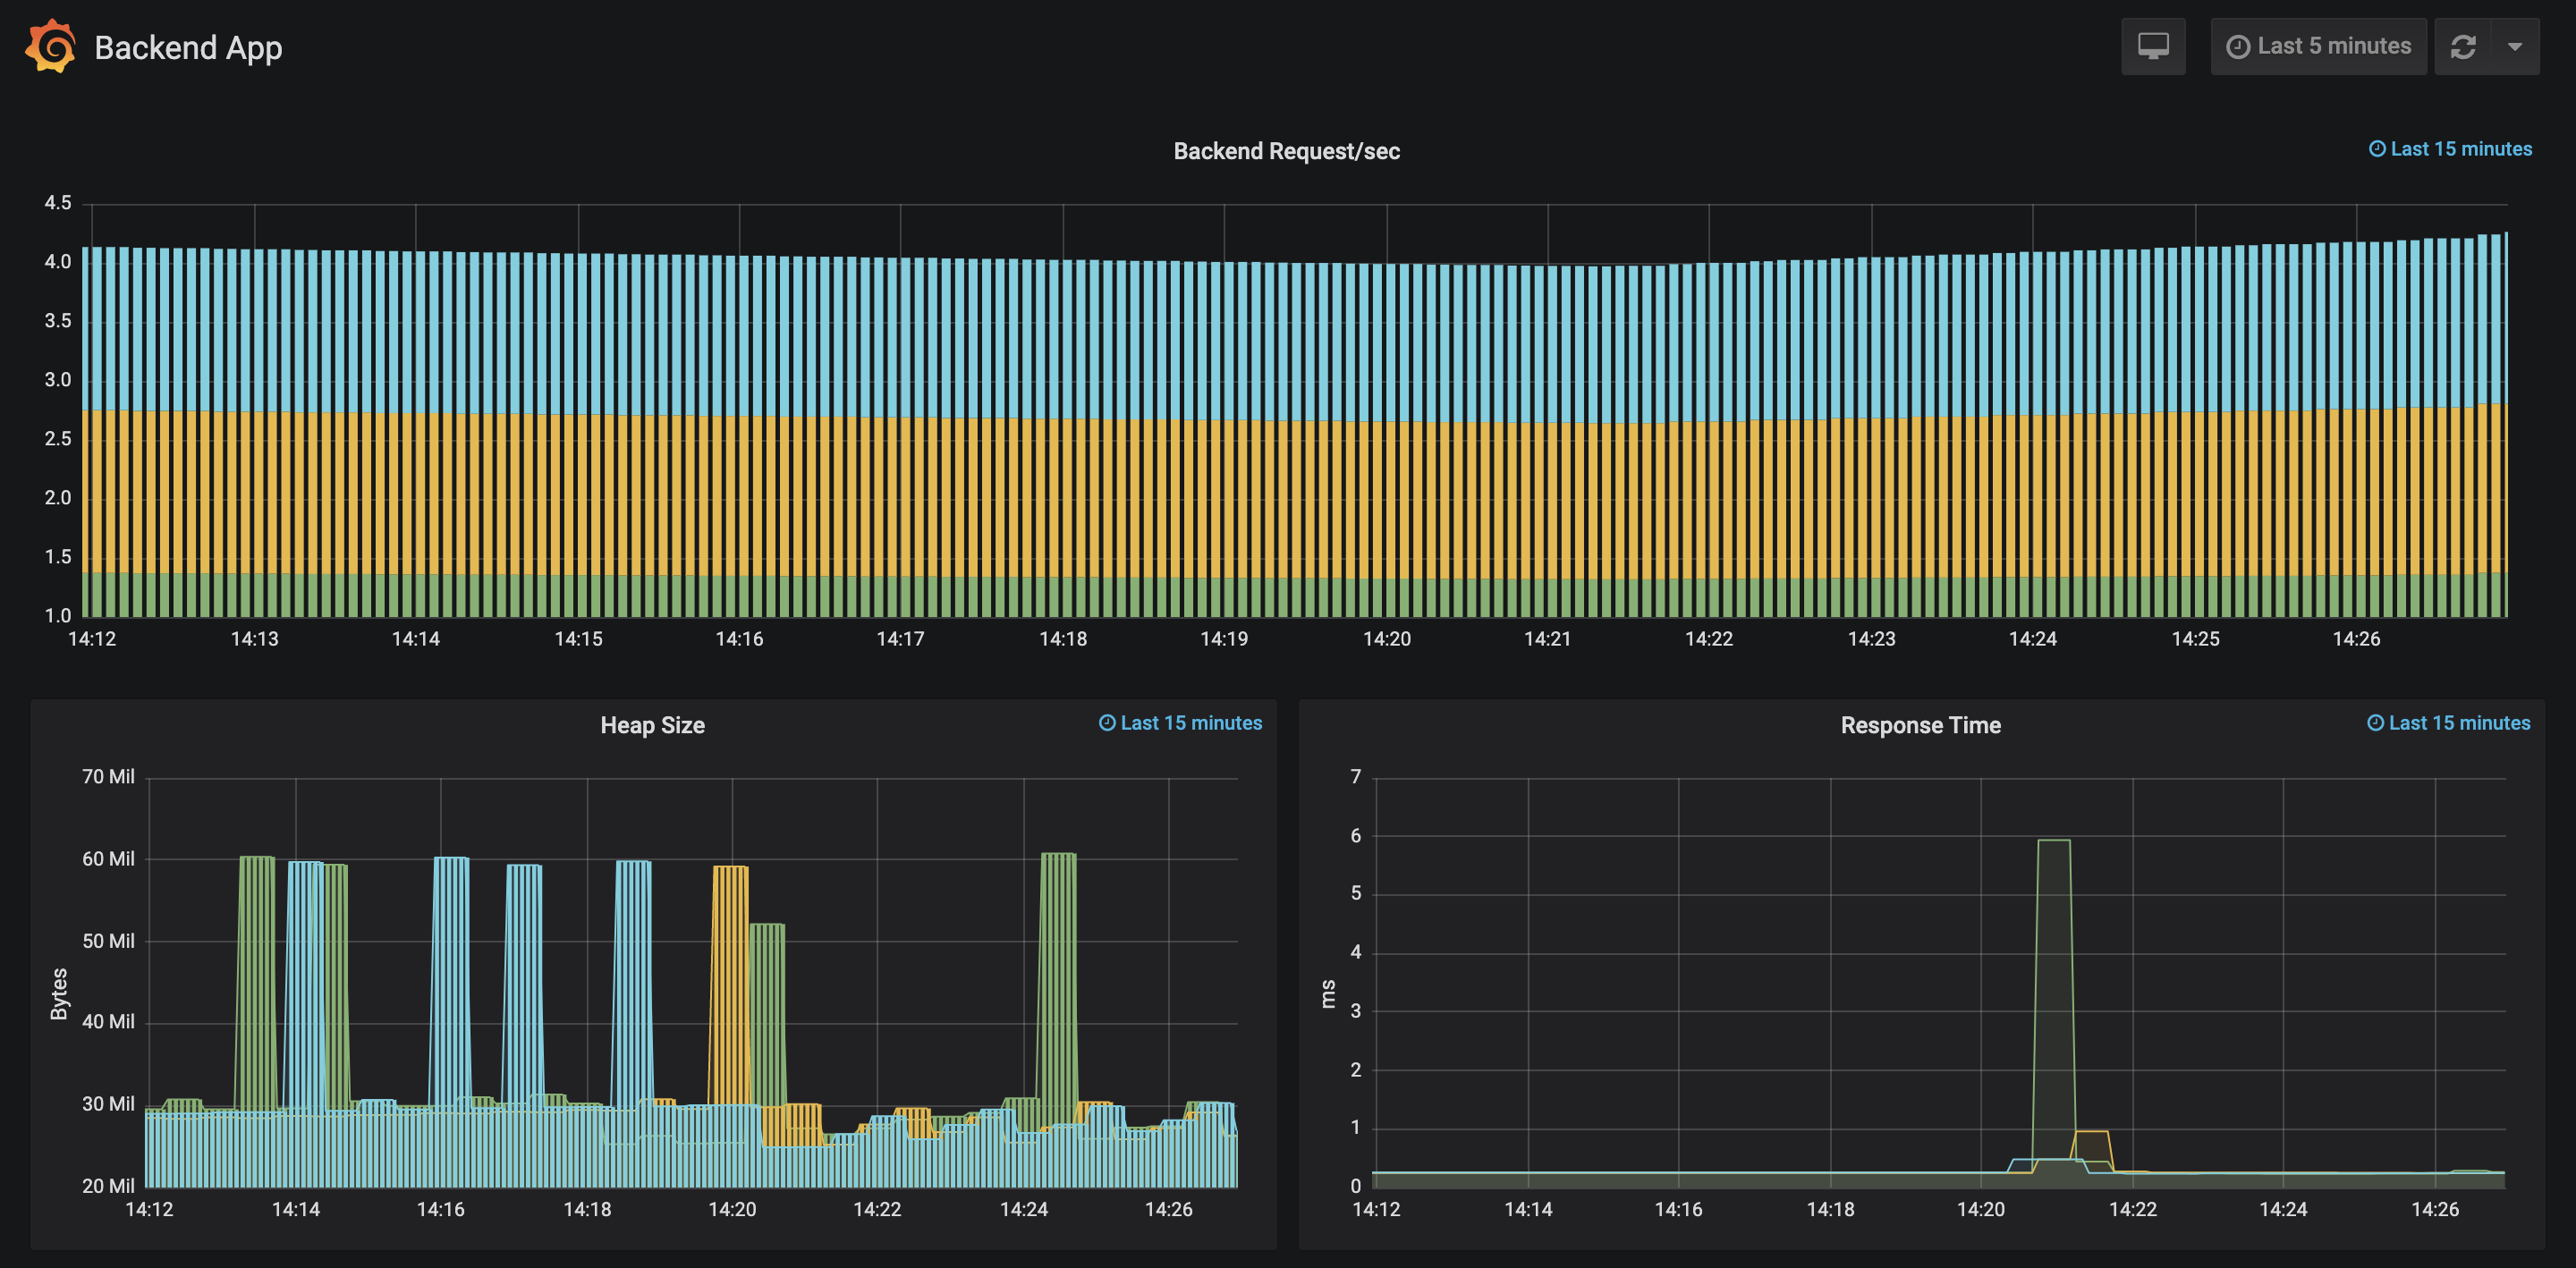 Backend App
Last 5 minutes
Backend Request/sec
Last 15 minutes
4.5
4.0
3.5
3.0
2.5
2.0
1.5
1.0
14:12 14:13 14:14 14:15 14:16 14:17 14:18 14:19 14:20 14:21 14:22 14:23 14:24 14:25 14:26
Heap Size
Last 15 minutes
Bytes
70 Mil
60 Mil
50 Mil
40 Mil
30 Mil
20 Mil
14:12 14:14 14:16 14:18 14:20 14:22 14:24 14:26
Response Time
Last 15 minutes
ms
7
6
5
4
3
2
1
0
14:12 14:14 14:16 14:18 14:20 14:22 14:24 14:26